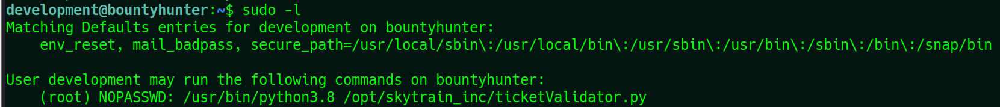 development@bountyhunter:~$ sudo -l
Matching Defaults entries for development on bountyhunter:
    env_reset, mail_badpass, secure_path=/usr/local/sbin\:/usr/local/bin\:/usr/sbin\:/usr/bin\:/sbin\:/bin\:/snap/bin

User development may run the following commands on bountyhunter:
    (root) NOPASSWD: /usr/bin/python3.8 /opt/skytrain_inc/ticketValidator.py